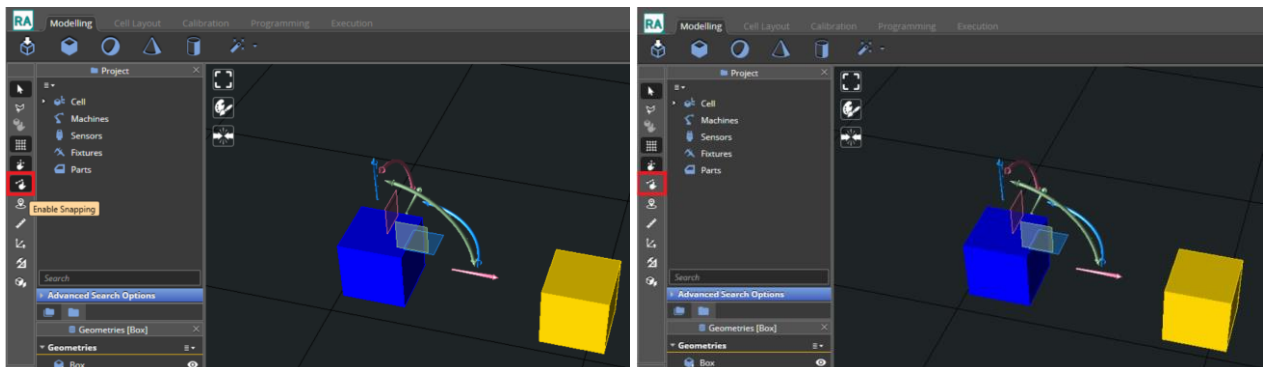 RA Modelling Cell Layout Calibration Programming Execution
Project
Cell
Machines
Sensors
Fixtures
Parts
Enable Snapping
Search
Advanced Search Options
Geometries [Box]
Geometries
Box
RA Modelling Cell Layout Calibration Programming Execution
Project
Cell
Machines
Sensors
Fixtures
Parts
Search
Advanced Search Options
Geometries [Box]
Geometries
Box